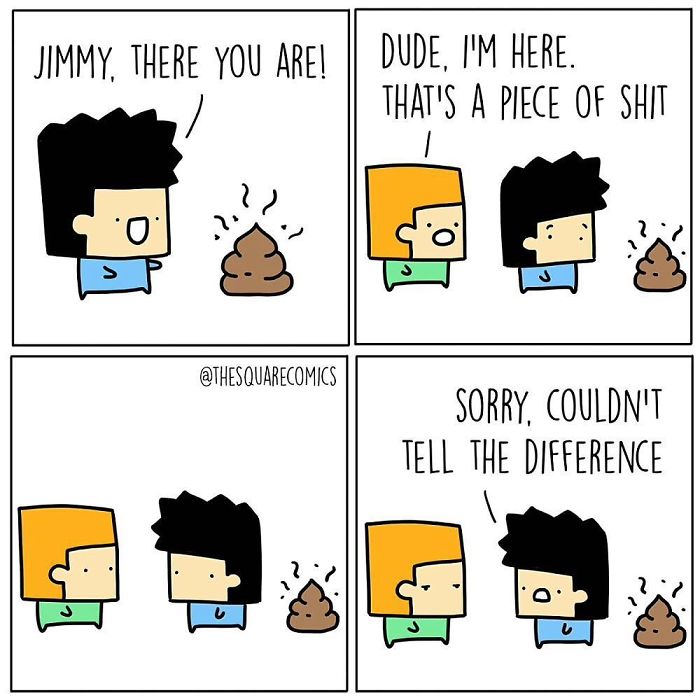 JIMMY, THERE YOU ARE!
DUDE, I'M HERE.
THAT'S A PIECE OF SHIT
@THESQUARECOMICS
SORRY, COULDN'T
TELL THE DIFFERENCE